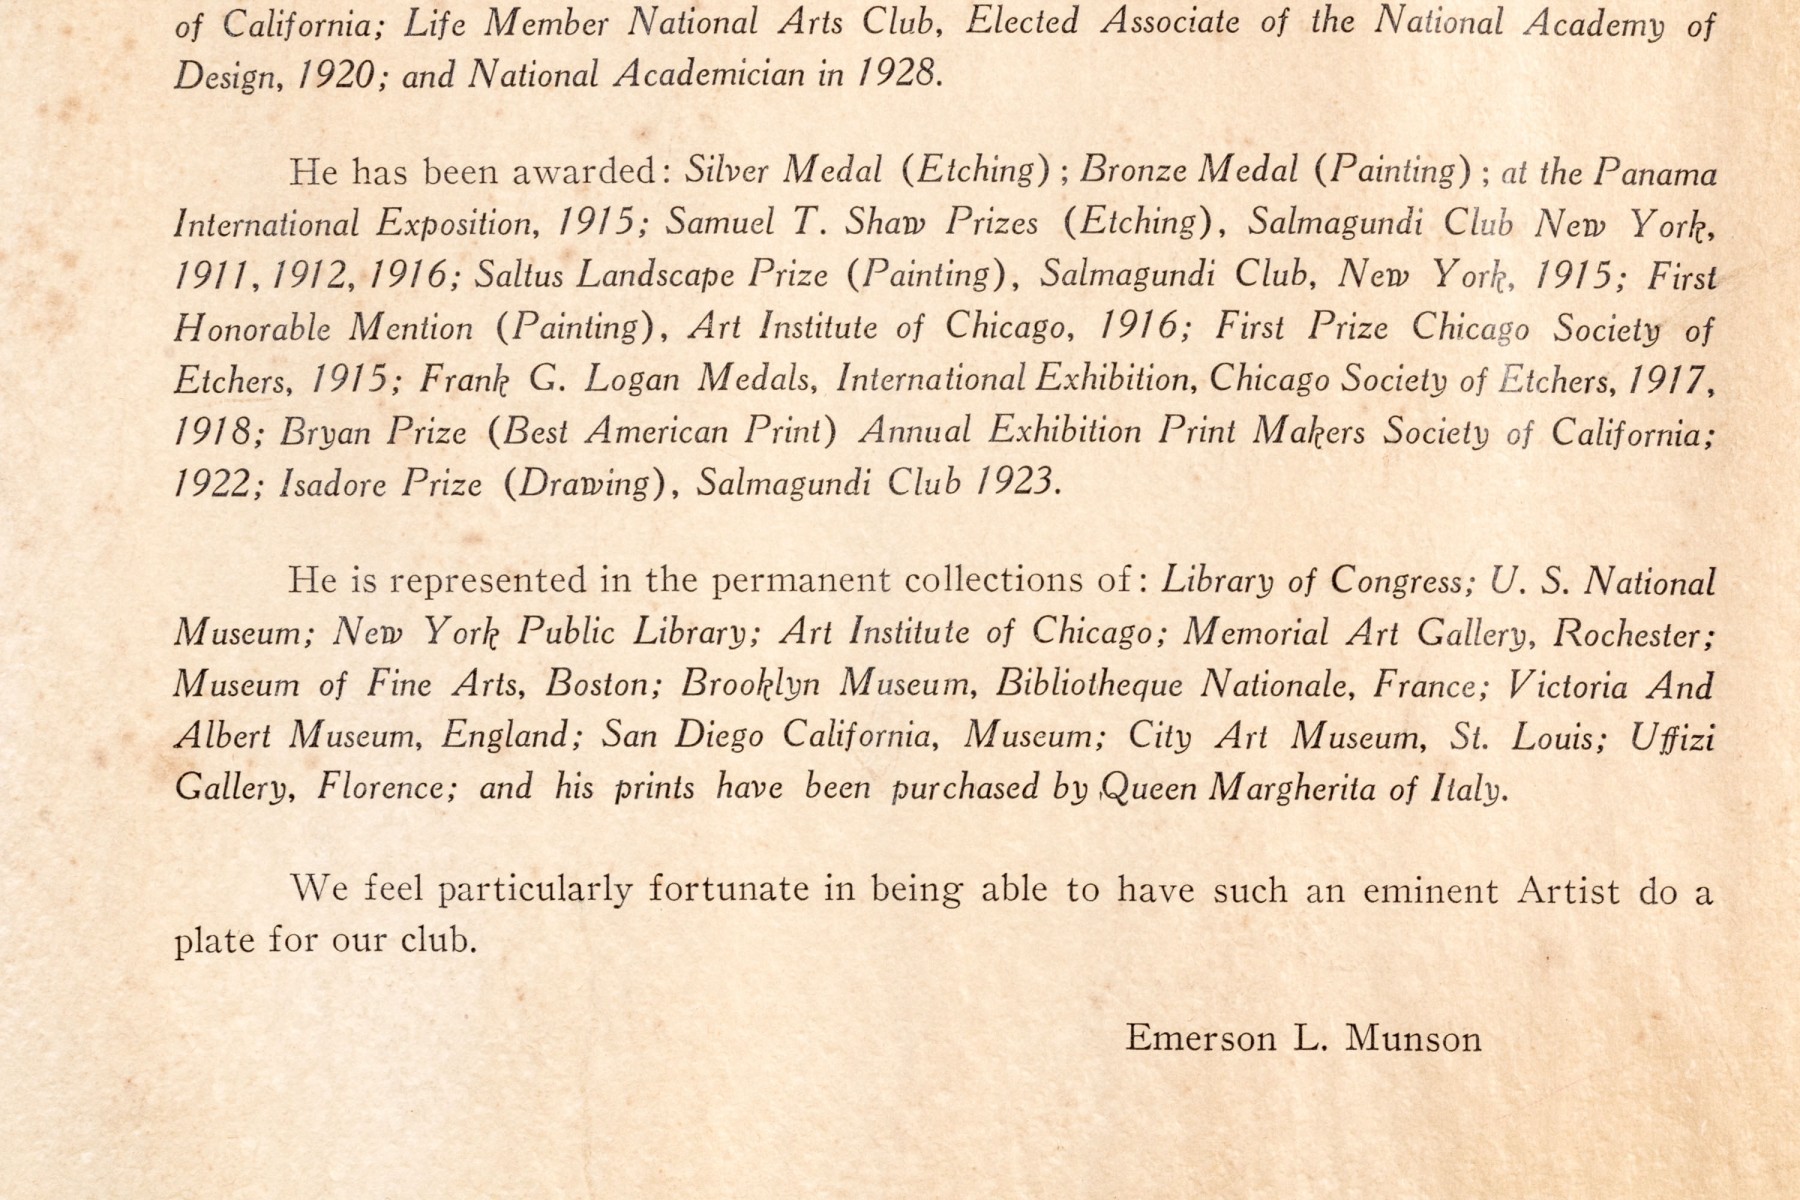 of California; Life Member National Arts Club, Elected Associate of the National Academy of
Design, 1920; and National Academician in 1928.
He has been awarded: Silver Medal (Etching) ; Bronze Medal (Painting) ; at the Panama
International Exposition, 1915; Samuel T. Shaw Prizes (Etching), Salmagundi Club New York,
1911, 1912, 1916; Saltus Landscape Prize (Painting), Salmagundi Club, New York, 1915; First
Honorable Mention (Painting), Art Institute of Chicago, 1916; First Prize Chicago Society of
Etchers, 1915; Frank G. Logan Medals, International Exhibition, Chicago Society of Etchers, 1917,
1918; Bryan Prize (Best American Print) Annual Exhibition Print Makers Society of California;
1922; Isadore Prize (Drawing), Salmagundi Club 1923.
He is represented in the permanent collections of: Library of Congress; U. S. National
Museum; New York Public Library; Art Institute of Chicago; Memorial Art Gallery, Rochester;
Museum of Fine Arts, Boston; Brooklyn Museum, Bibliotheque Nationale, France; Victoria And
Albert Museum, England; San Diego California, Museum; City Art Museum, St. Louis; Uffizi
Gallery, Florence; and his prints have been purchased by Queen Margherita of Italy.
We feel particularly fortunate in being able to have such an eminent Artist do a
plate for our club.
Emerson L. Munson